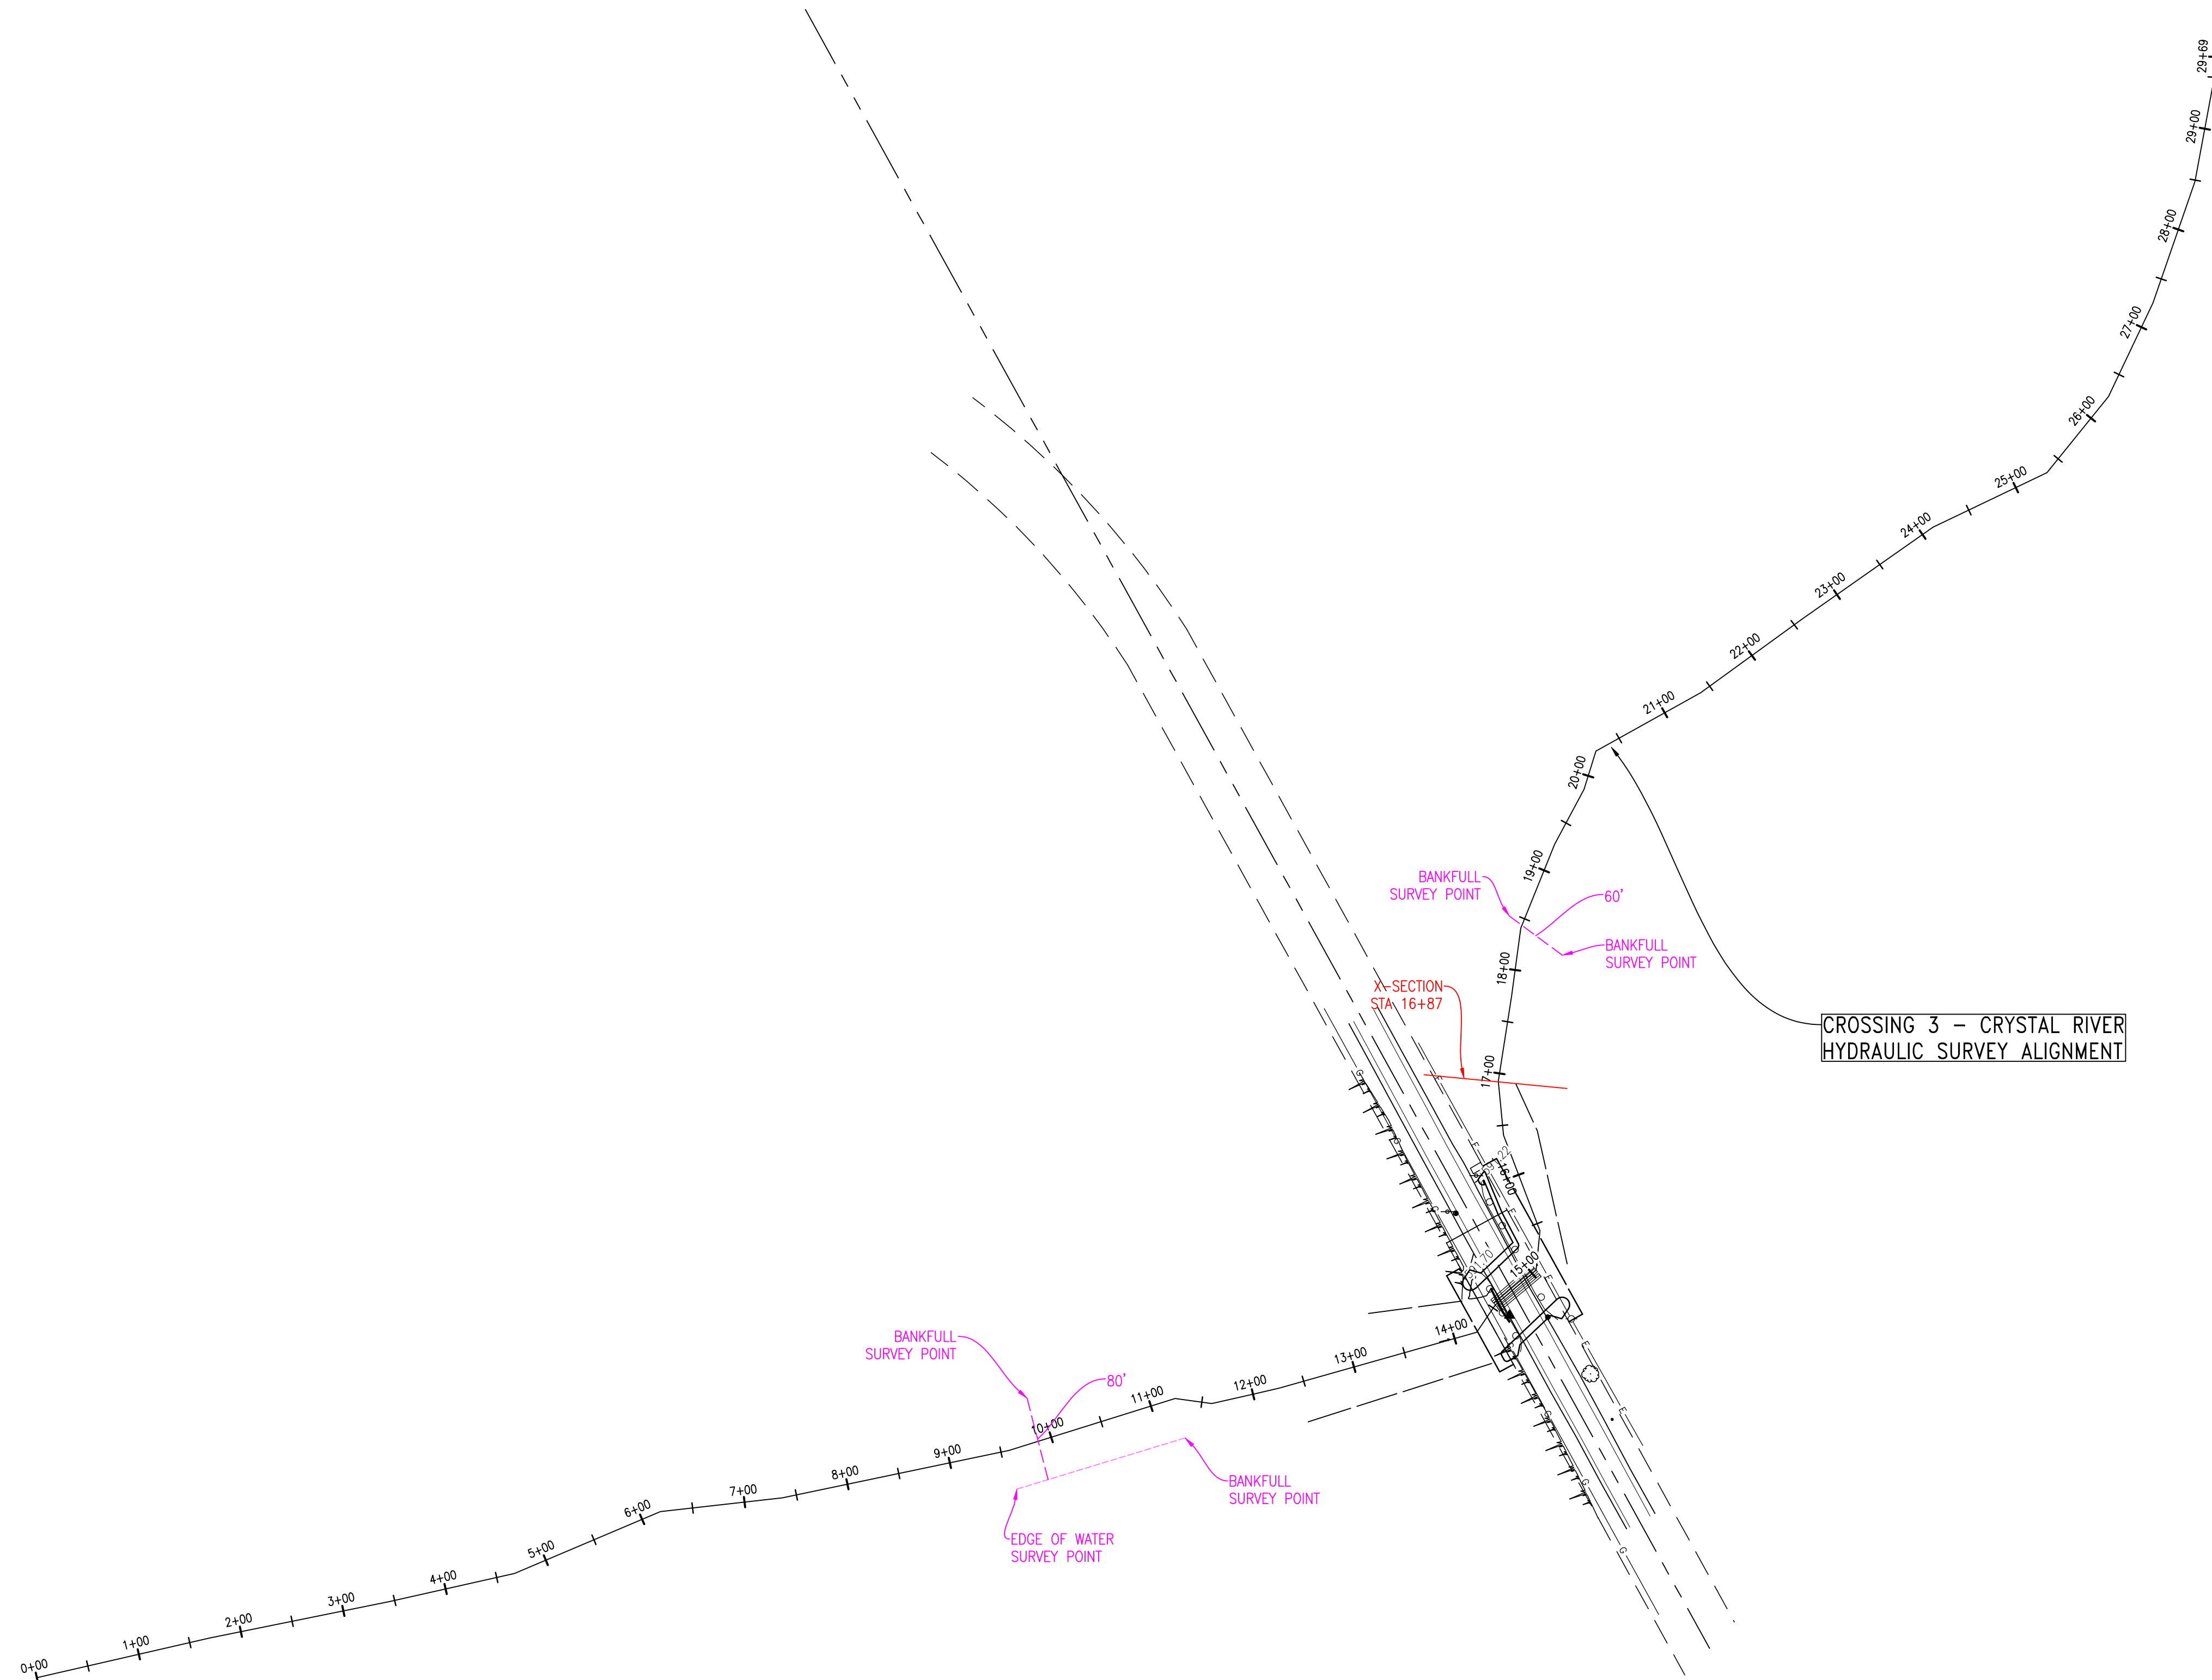 29+69
29+00
28+00
27+00
26+00
25+00
24+00
23+00
22+00
21+00
20+00
19+00
BANKFULL
SURVEY POINT
60'
BANKFULL
SURVEY POINT
18+00
X-SECTION
STA 16+87
CROSSING 3 - CRYSTAL RIVER
HYDRAULIC SURVEY ALIGNMENT
17+00
16+00
15+00
14+00
13+00
12+00
11+00
10+00
BANKFULL
SURVEY POINT
80'
BANKFULL
SURVEY POINT
EDGE OF WATER
SURVEY POINT
9+00
8+00
7+00
6+00
5+00
4+00
3+00
2+00
1+00
0+00
G
G
G
G
G
G
E
E
E
E
E
E